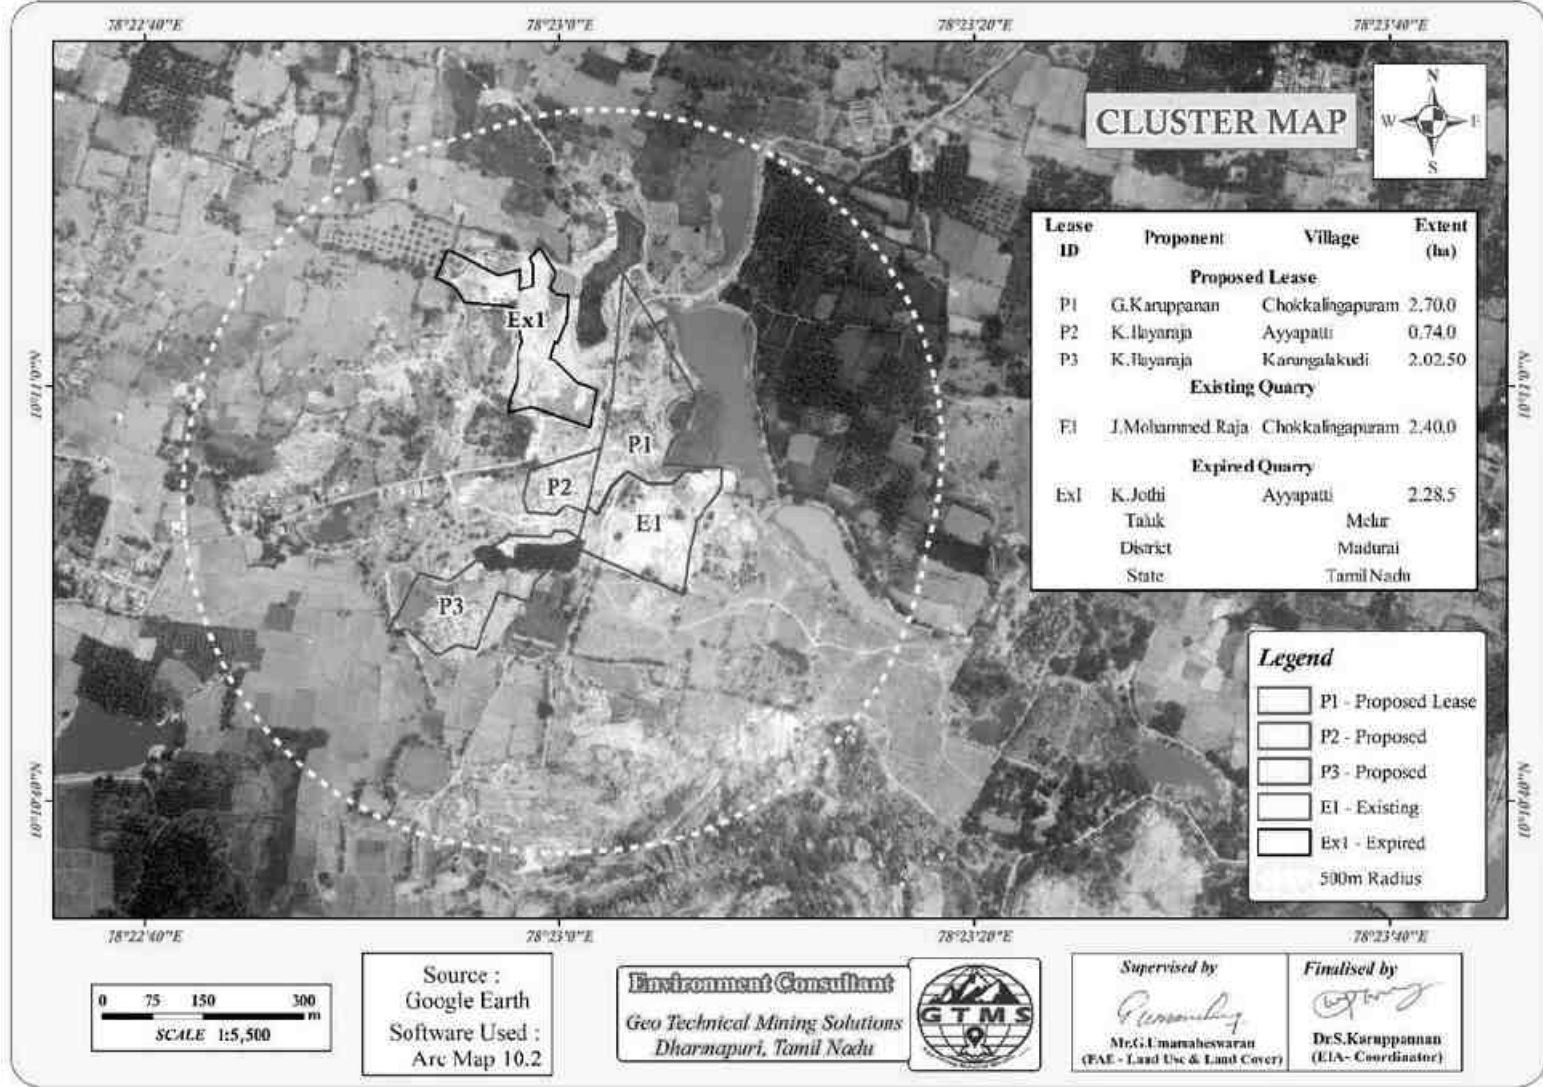 78°22'40"E 78°23'0"E 78°23'20"E 78°23'40"E
CLUSTER MAP
N
W E
S
Lease ID Proponent Village Extent (ha)
Proposed Lease
P1 G.Karuppanan Chokkalingapuram 2.70.0
P2 K.Ilayaraja Ayyapatti 0.74.0
P3 K.Ilayaraja Karungalakudi 2.02.50
Existing Quarry
E1 J.Mohammed Raja Chokkalingapuram 2.40.0
Expired Quarry
Ex1 K.Jothi Ayyapatti 2.28.5
Taluk Melur
District Madurai
State Tamil Nadu
Ex1
P1
P2
E1
P3
10°11'0"N 10°11'0"N
10°10'40"N 10°10'40"N
Legend
P1 - Proposed Lease
P2 - Proposed
P3 - Proposed
E1 - Existing
Ex1 - Expired
500m Radius
78°22'40"E 78°23'0"E 78°23'20"E 78°23'40"E
0 75 150 300
m
SCALE 1:5,500
Source :
Google Earth
Software Used :
Arc Map 10.2
Environment Consultant
Geo Technical Mining Solutions
Dharmapuri, Tamil Nadu
GTMS
Supervised by
Mr.G.Umamaheswaran
(FAE - Land Use & Land Cover)
Finalised by
Dr.S.Karuppannan
(EIA- Coordinator)